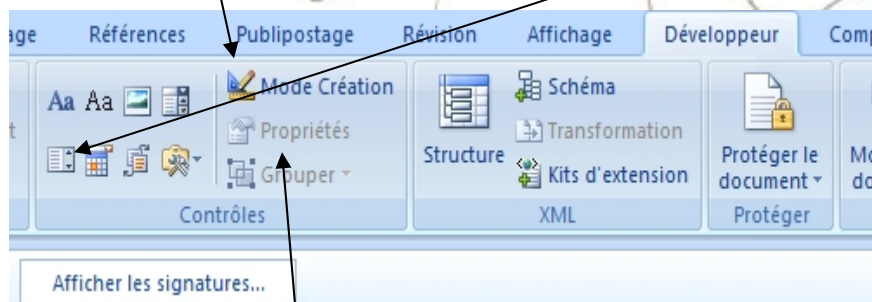 age Références Publipostage Révision Affichage Développeur Comp
Aa Aa Mode Création Schéma
t Propriétés Transformation
Structure Protéger le Mo
Grouper Kits d'extension document do
Contrôles XML Protéger
Afficher les signatures...